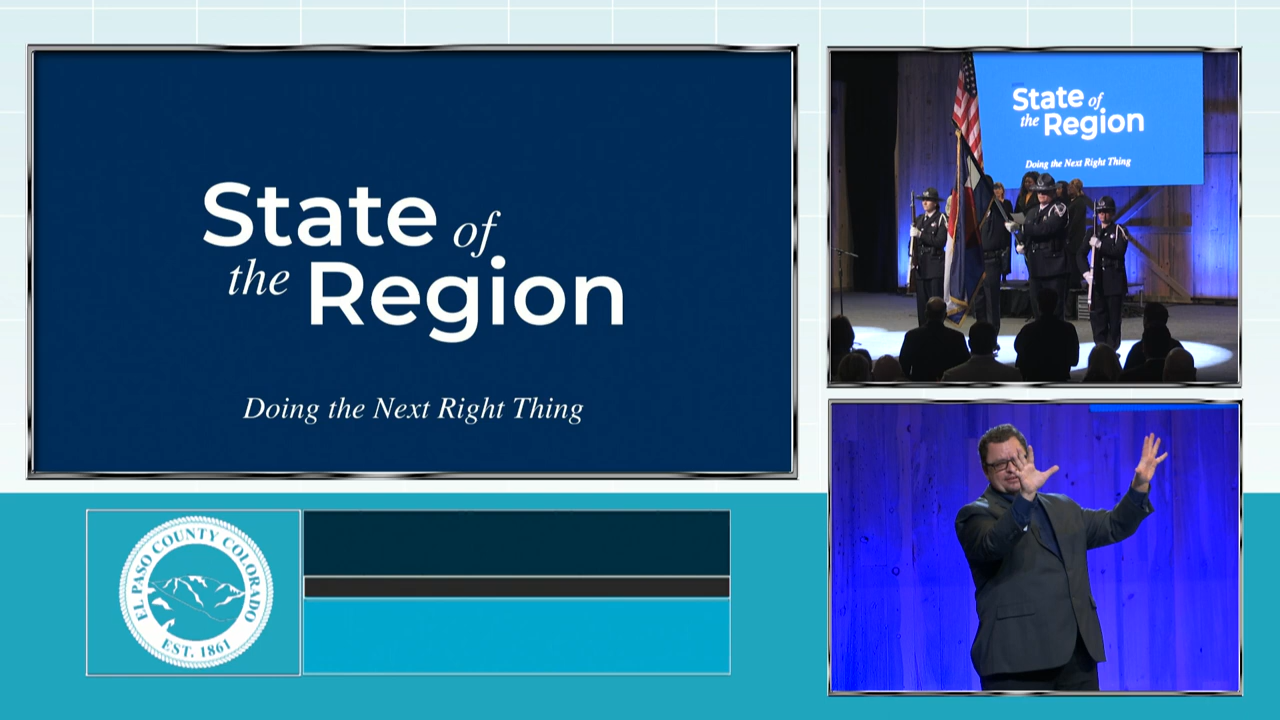 State of
the Region
Doing the Next Right Thing
State of
the Region
Doing the Next Right Thing
EL PASO COUNTY COLORADO
EST. 1861